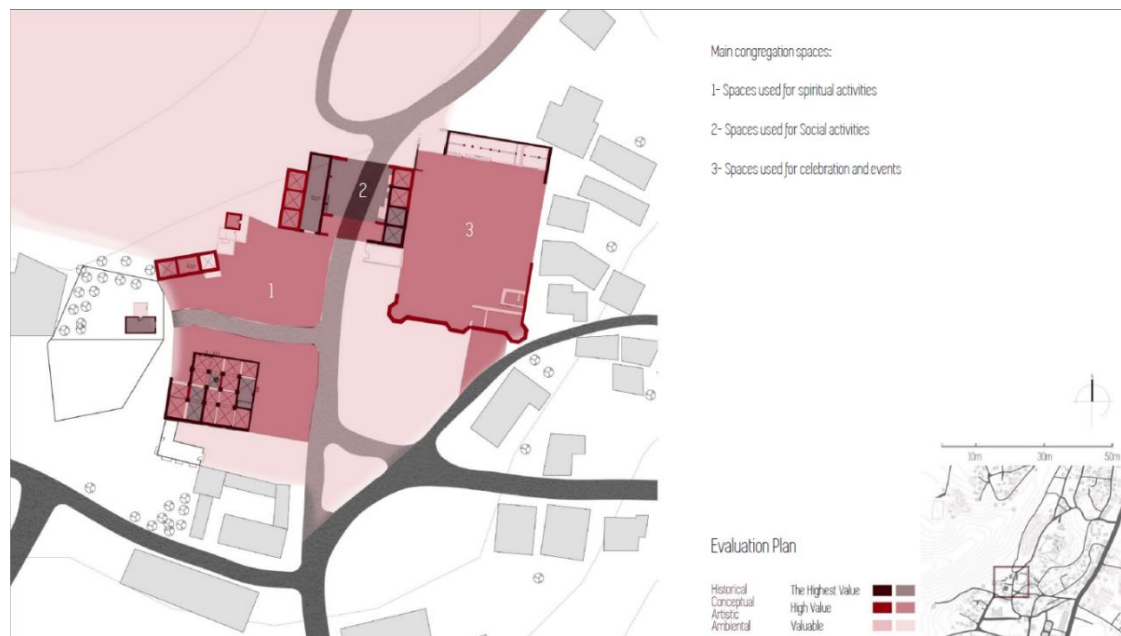 Main congregation spaces:
1- Spaces used for spiritual activities
2- Spaces used for Social activities
3- Spaces used for celebration and events
1
2
3
10m 30m 50m
Evaluation Plan
Historical
Conceptual
Artistic
Ambiental
The Highest Value
High Value
Valuable